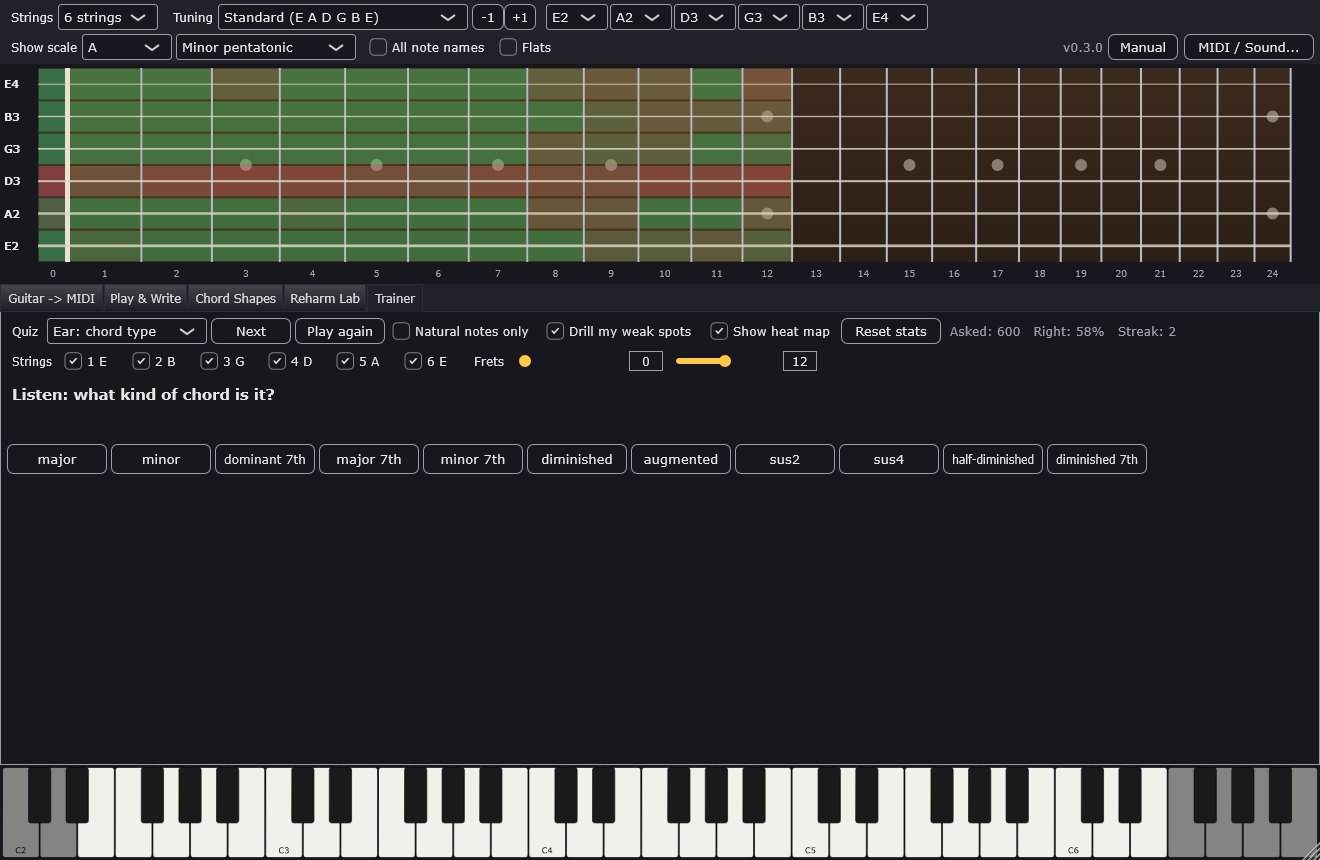 Strings 6 strings Tuning Standard (E A D G B E) -1 +1 E2 A2 D3 G3 B3 E4
Show scale A Minor pentatonic All note names Flats v0.3.0 Manual MIDI / Sound...
E4
B3
G3
D3
A2
E2
0 1 2 3 4 5 6 7 8 9 10 11 12 13 14 15 16 17 18 19 20 21 22 23 24
Guitar -> MIDI Play & Write Chord Shapes Reharm Lab Trainer
Quiz Ear: chord type Next Play again Natural notes only Drill my weak spots Show heat map Reset stats Asked: 600 Right: 58% Streak: 2
Strings 1 E 2 B 3 G 4 D 5 A 6 E Frets 0 12
Listen: what kind of chord is it?
major minor dominant 7th major 7th minor 7th diminished augmented sus2 sus4 half-diminished diminished 7th
C2 C3 C4 C5 C6